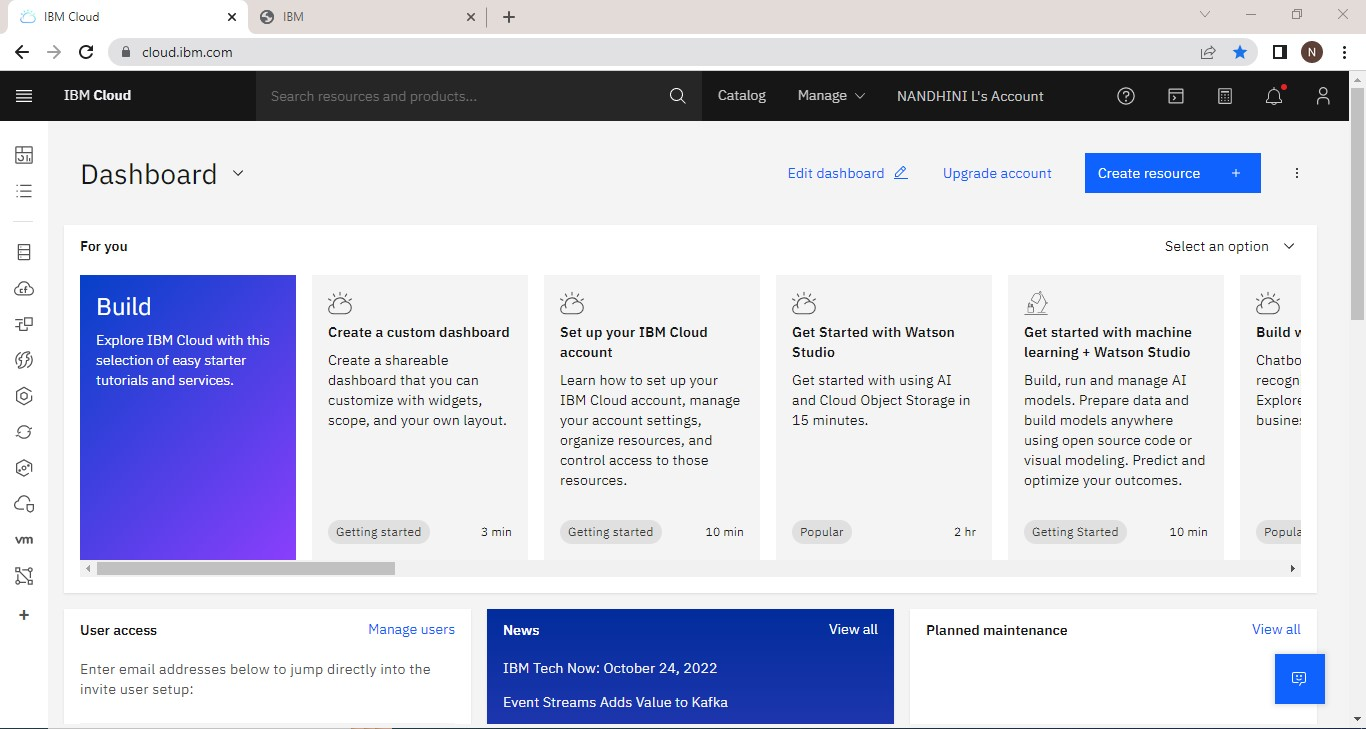 IBM Cloud
IBM
cloud.ibm.com
N
IBM Cloud
Search resources and products...
Catalog
Manage
NANDHINI L's Account
Dashboard
Edit dashboard
Upgrade account
Create resource +
For you
Select an option
Build
Explore IBM Cloud with this
selection of easy starter
tutorials and services.
Create a custom dashboard
Create a shareable
dashboard that you can
customize with widgets,
scope, and your own layout.
Getting started
3 min
Set up your IBM Cloud
account
Learn how to set up your
IBM Cloud account, manage
your account settings,
organize resources, and
control access to those
resources.
Getting started
10 min
Get Started with Watson
Studio
Get started with using AI
and Cloud Object Storage in
15 minutes.
Popular
2 hr
Get started with machine
learning + Watson Studio
Build, run and manage AI
models. Prepare data and
build models anywhere
using open source code or
visual modeling. Predict and
optimize your outcomes.
Getting Started
10 min
Build
Explore
cf
vm
User access
Manage users
Enter email addresses below to jump directly into the
invite user setup:
News
View all
IBM Tech Now: October 24, 2022
Event Streams Adds Value to Kafka
Planned maintenance
View all